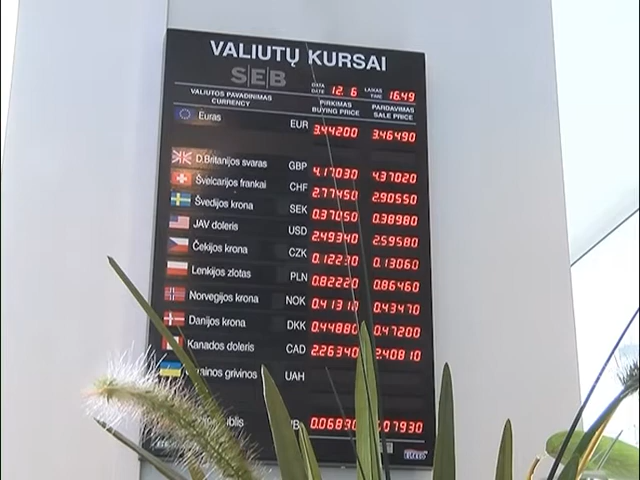 VALIUTŲ KURSAI
SEB
DATA DATE 12. 6 LAIKAS TIME 16.49
VALIUTOS PAVADINIMAS CURRENCY PIRKIMAS BUYING PRICE PARDAVIMAS SALE PRICE
Euras EUR 3.44200 3.46490
D.Britanijos svaras GBP 4.17030 4.37020
Šveicarijos frankai CHF 2.77450 2.90550
Švedijos krona SEK 0.37050 0.38980
JAV doleris USD 2.49340 2.59580
Čekijos krona CZK 0.12230 0.13060
Lenkijos zlotas PLN 0.82220 0.86460
Norvegijos krona NOK 0.41310 0.43470
Danijos krona DKK 0.44880 0.47200
Kanados doleris CAD 2.26340 2.40810
ainos grivinos UAH
blis 0.06890 .07930